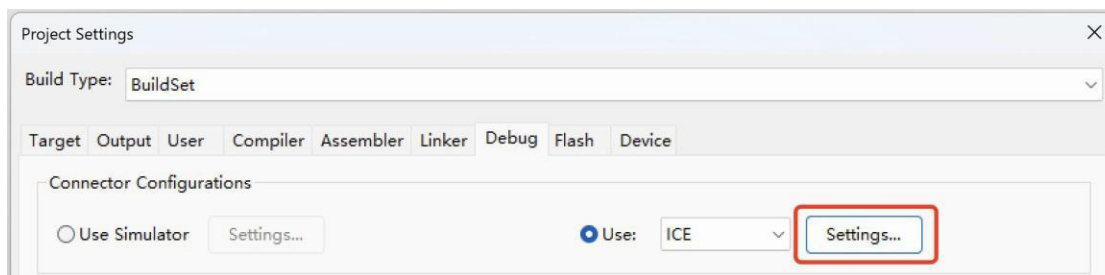 Project Settings
Build Type: BuildSet
Target Output User Compiler Assembler Linker Debug Flash Device
Connector Configurations
Use Simulator Settings... Use: ICE Settings...